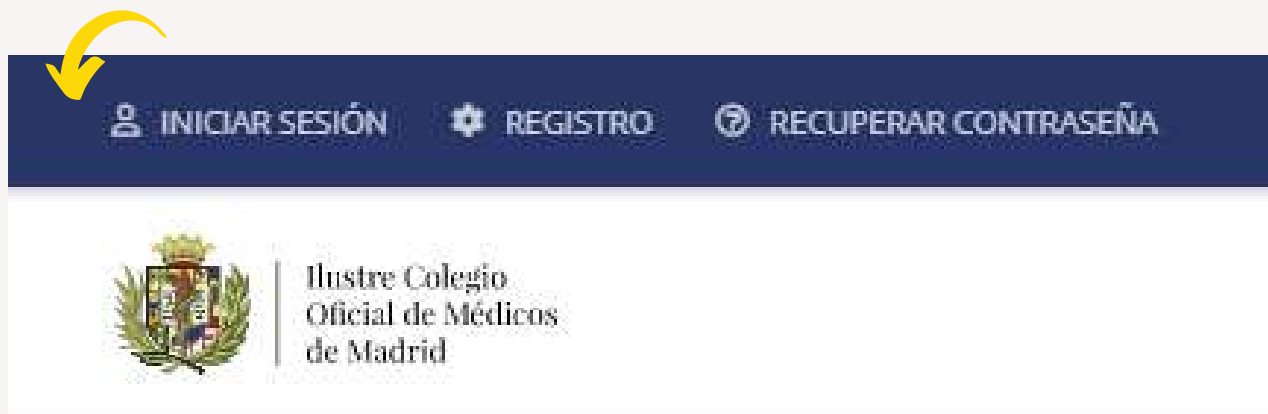 INICIAR SESIÓN REGISTRO RECUPERAR CONTRASEÑA
Ilustre Colegio
Oficial de Médicos
de Madrid